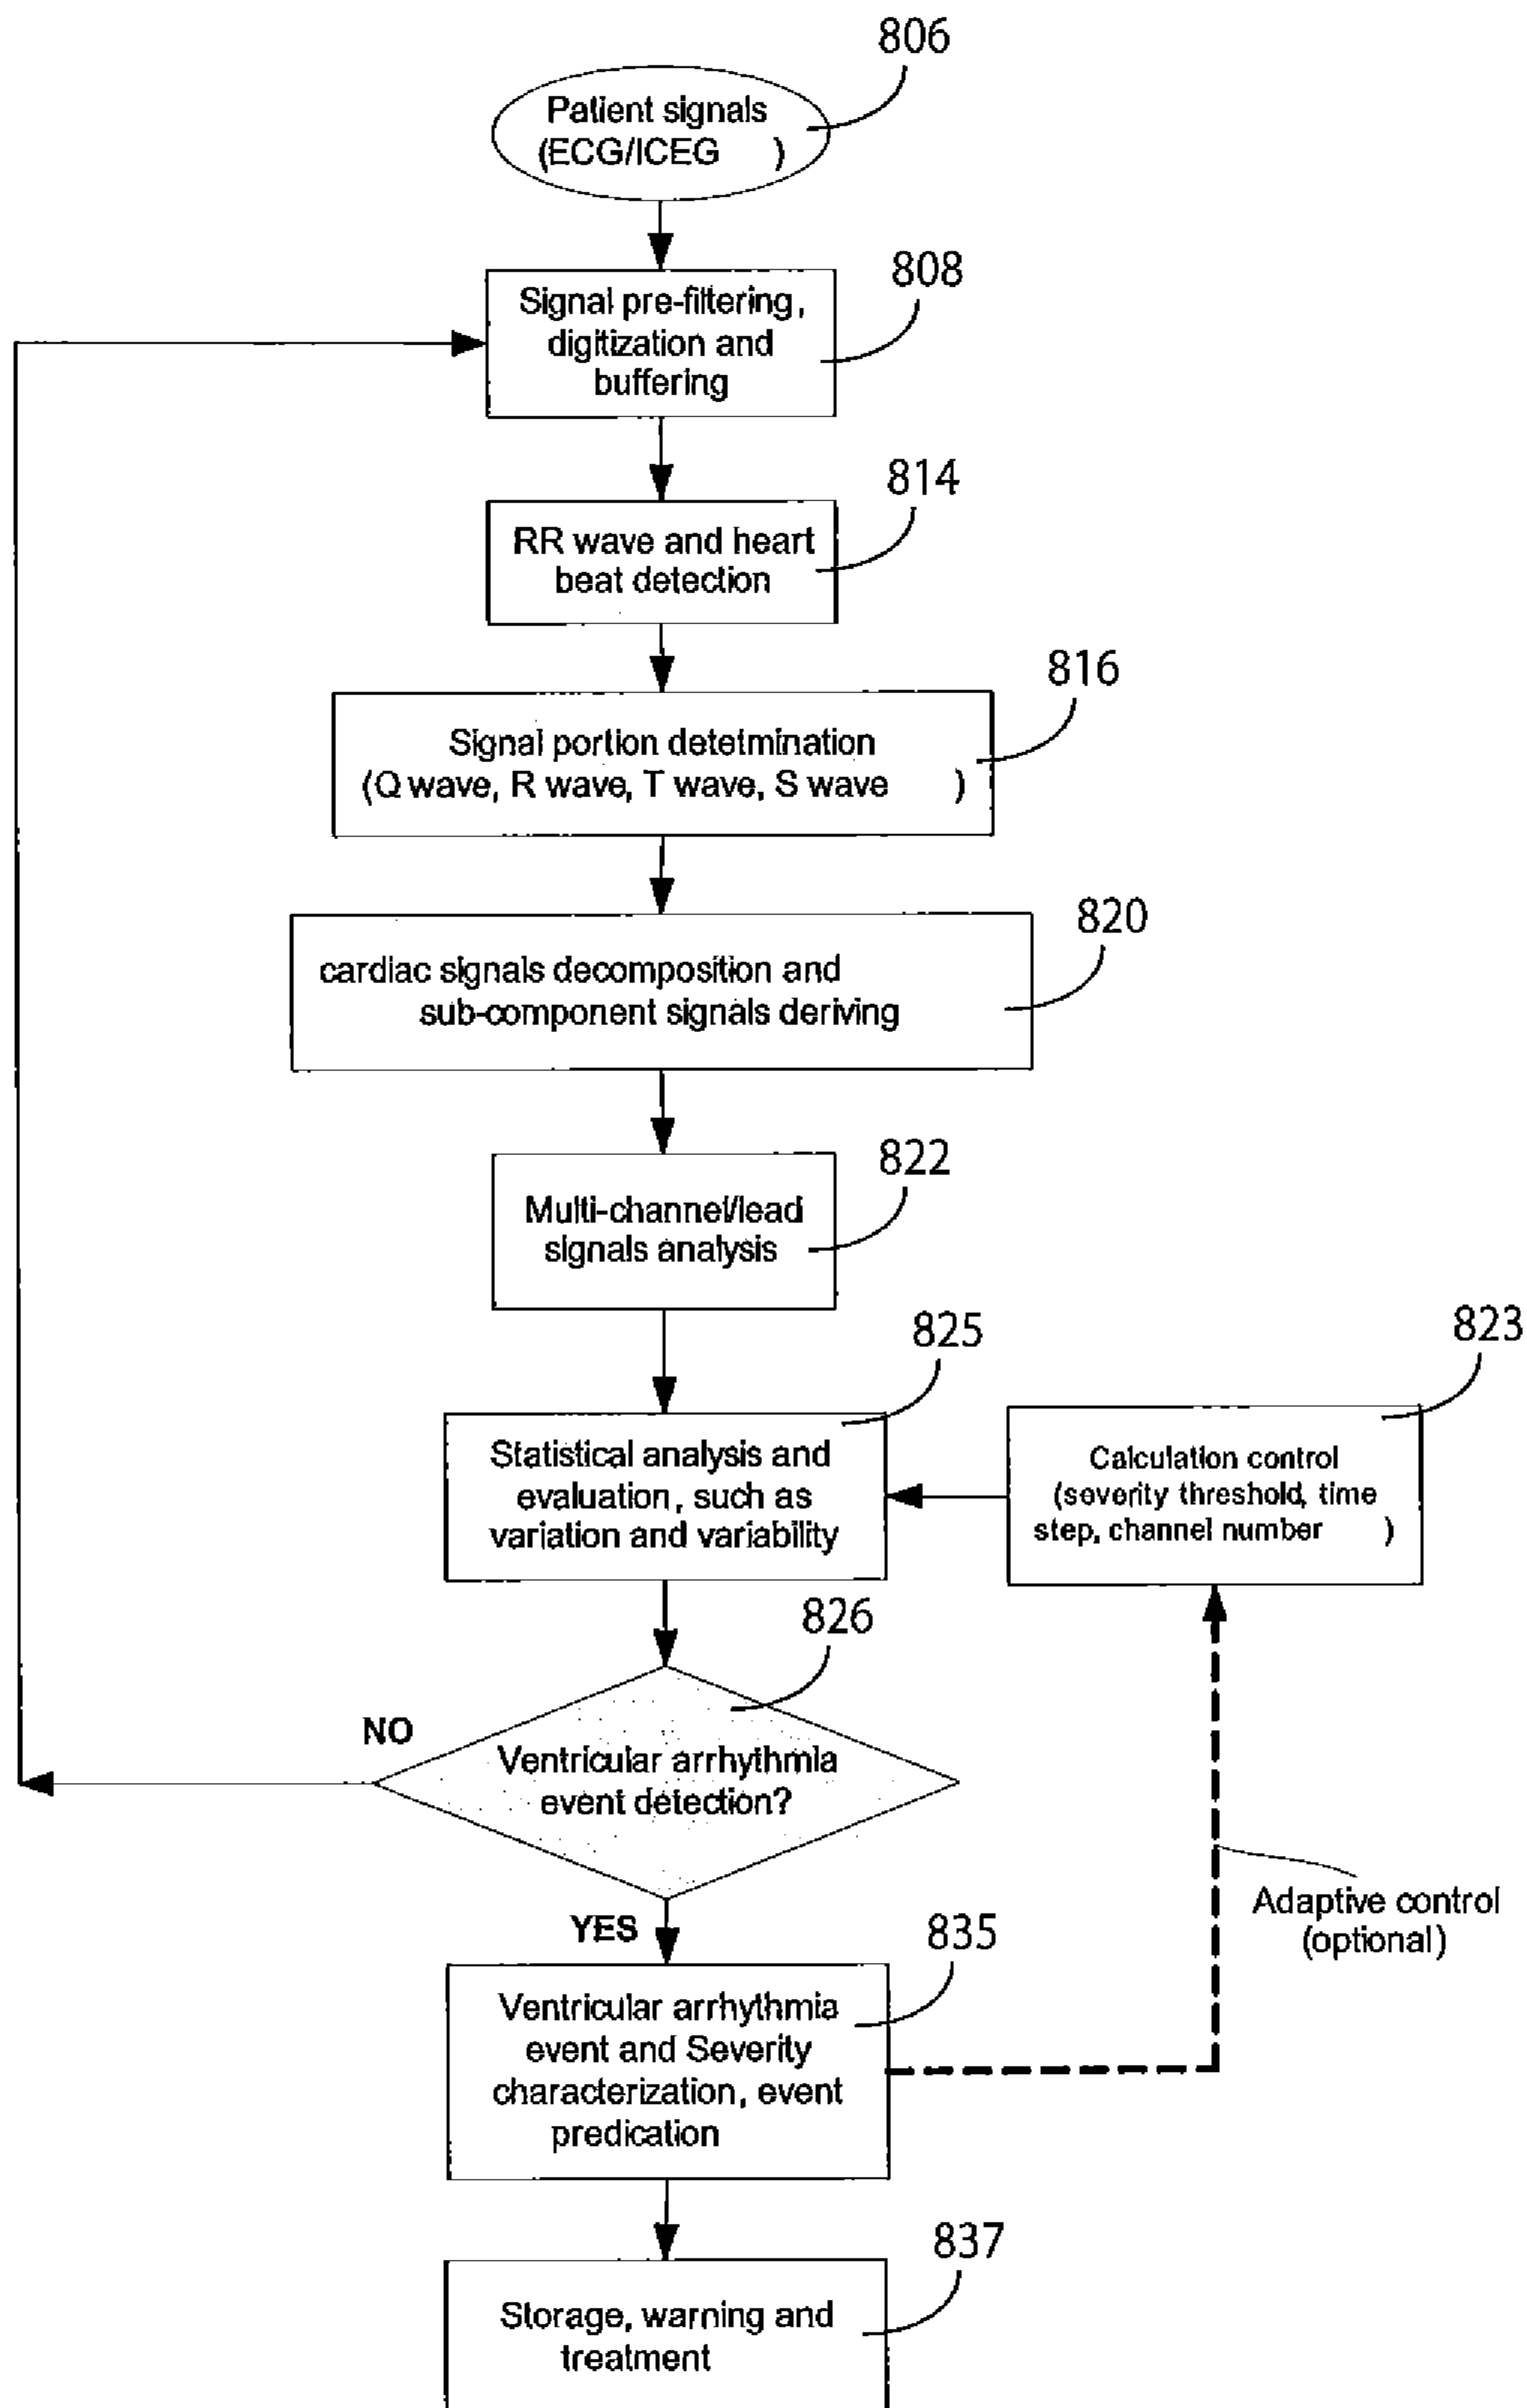 806
Patient signals
(ECG/ICEG )
808
Signal pre-filtering,
digitization and
buffering
814
RR wave and heart
beat detection
816
Signal portion detetmination
(Q wave, R wave, T wave, S wave )
820
cardiac signals decomposition and
sub-component signals deriving
822
Multi-channel/lead
signals analysis
825
823
Statistical analysis and
evaluation, such as
variation and variability
Calculation control
(severity threshold, time
step, channel number )
826
NO
Ventricular arrhythmia
event detection?
YES
Adaptive control
(optional)
835
Ventricular arrhythmia
event and Severity
characterization, event
predication
837
Storage, warning and
treatment